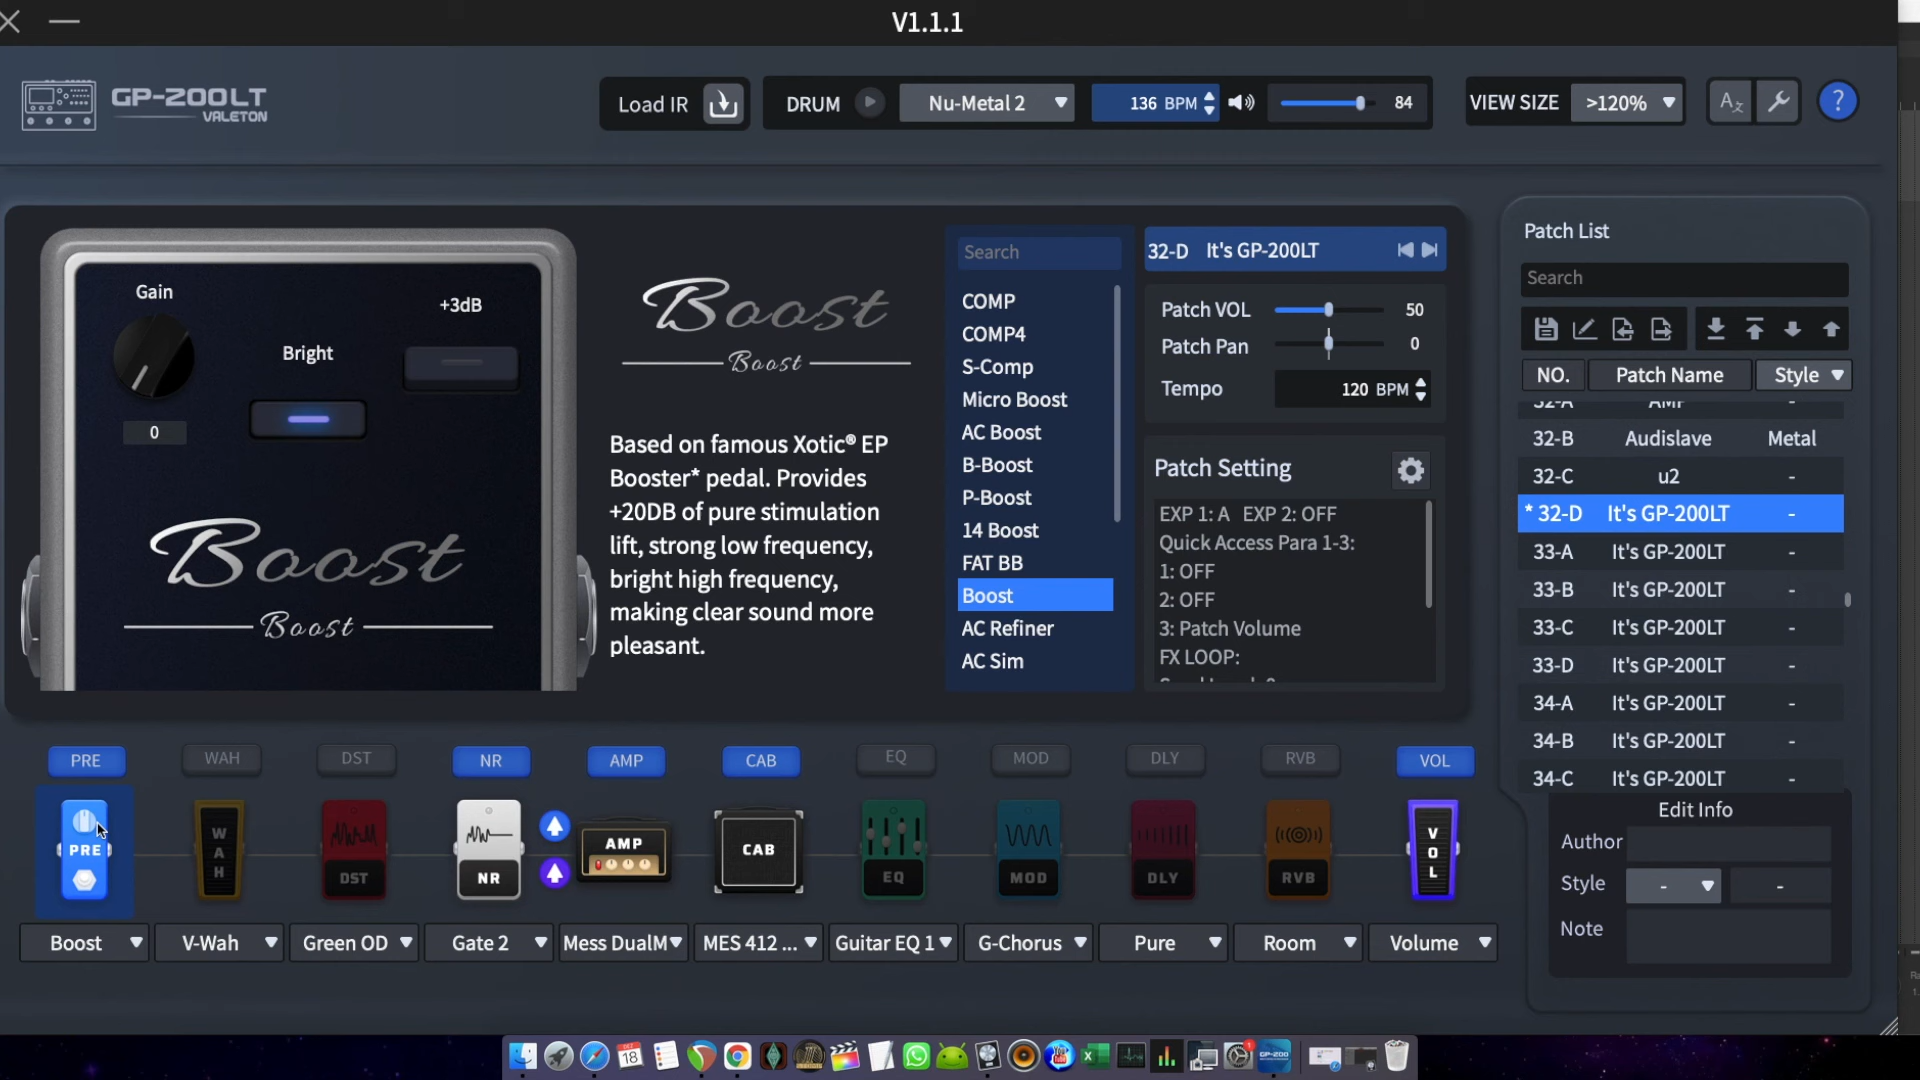 V1.1.1
GP-200LT
VALETON
Load IR
DRUM
Nu-Metal 2
136 BPM
84
VIEW SIZE
>120%
?
Gain
+3dB
Bright
0
Boost
Boost
Boost
Boost
Based on famous Xotic® EP
Booster* pedal. Provides
+20DB of pure stimulation
lift, strong low frequency,
bright high frequency,
making clear sound more
pleasant.
Search
COMP
COMP4
S-Comp
Micro Boost
AC Boost
B-Boost
P-Boost
14 Boost
FAT BB
Boost
AC Refiner
AC Sim
32-D It's GP-200LT
Patch VOL 50
Patch Pan 0
Tempo 120 BPM
Patch Setting
EXP 1: A EXP 2: OFF
Quick Access Para 1-3:
1: OFF
2: OFF
3: Patch Volume
FX LOOP:
Patch List
Search
NO. Patch Name Style
32-A AMP -
32-B Audislave Metal
32-C u2 -
* 32-D It's GP-200LT -
33-A It's GP-200LT -
33-B It's GP-200LT -
33-C It's GP-200LT -
33-D It's GP-200LT -
34-A It's GP-200LT -
34-B It's GP-200LT -
34-C It's GP-200LT -
Edit Info
Author
Style - -
Note
PRE WAH DST NR AMP CAB EQ MOD DLY RVB VOL
PRE WAH DST NR AMP CAB EQ MOD DLY RVB VOL
Boost V-Wah Green OD Gate 2 Mess DualM MES 412 ... Guitar EQ 1 G-Chorus Pure Room Volume
18
1
GP-200